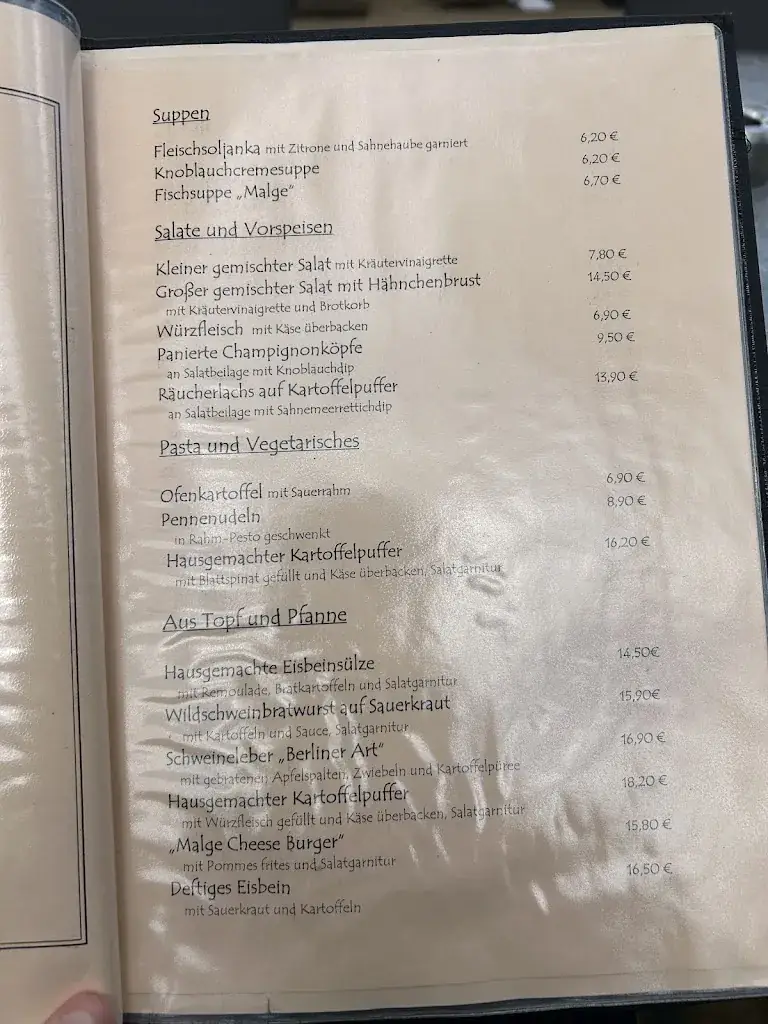 Suppen
Fleischsoljanka mit Zitrone und Sahnehaube garniert 6,20 €
Knoblauchcremesuppe 6,20 €
Fischsuppe „Malge“ 6,70 €
Salate und Vorspeisen
Kleiner gemischter Salat mit Kräutervinaigrette 7,80 €
Großer gemischter Salat mit Hähnchenbrust 14,50 €
mit Kräutervinaigrette und Brotkorb
Würzfleisch mit Käse überbacken 6,90 €
Panierte Champignonköpfe 9,50 €
an Salatbeilage mit Knoblauchdip
Räucherlachs auf Kartoffelpuffer 13,90 €
an Salatbeilage mit Sahnemeerrettichdip
Pasta und Vegetarisches
Ofenkartoffel mit Sauerrahm 6,90 €
Pennenudeln 8,90 €
in Rahm-Pesto geschwenkt
Hausgemachter Kartoffelpuffer 16,20 €
mit Blattspinat gefüllt und Käse überbacken, Salatgarnitur
Aus Topf und Pfanne
Hausgemachte Eisbeinsülze 14,50€
mit Remoulade, Bratkartoffeln und Salatgarnitur
Wildschweinbratwurst auf Sauerkraut 15,90€
mit Kartoffeln und Sauce, Salatgarnitur
Schweineleber „Berliner Art“ 16,90 €
mit gebratenen Apfelspalten, Zwiebeln und Kartoffelpüree
Hausgemachter Kartoffelpuffer 18,20 €
mit Würzfleisch gefüllt und Käse überbacken, Salatgarnitur
„Malge Cheese Burger“ 15,80 €
mit Pommes frites und Salatgarnitur
Deftiges Eisbein 16,50 €
mit Sauerkraut und Kartoffeln